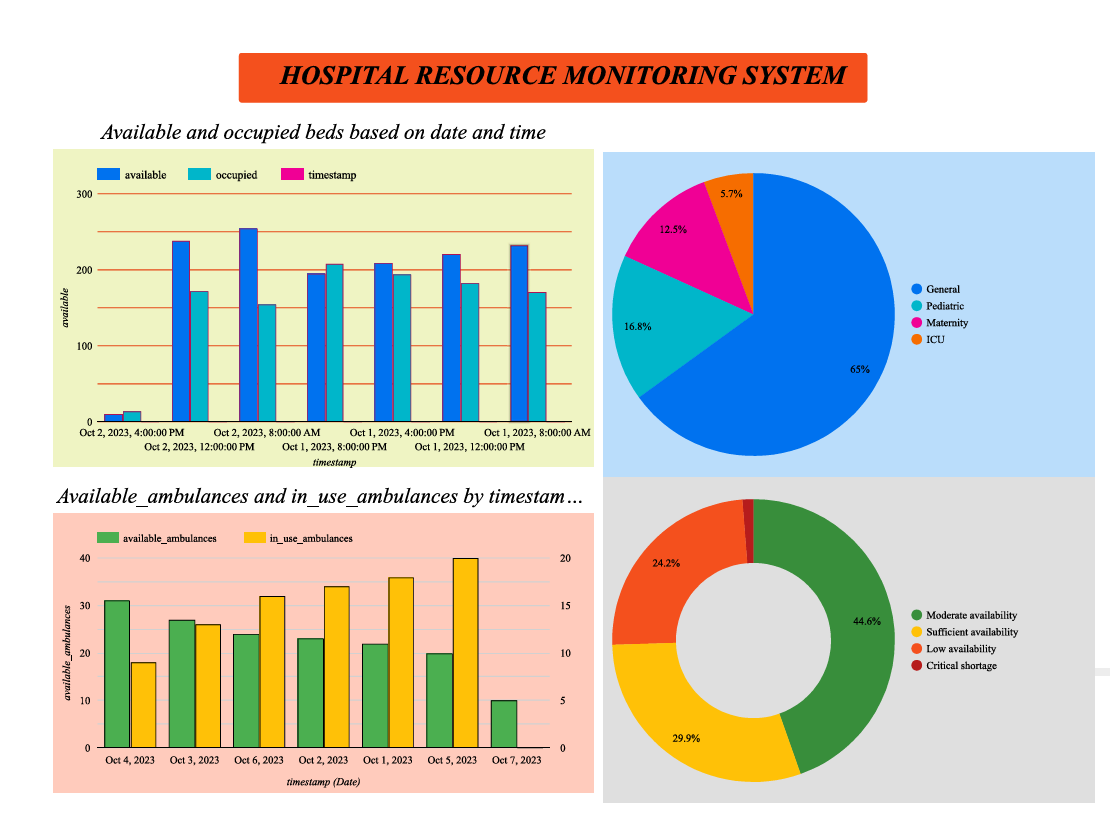 HOSPITAL RESOURCE MONITORING SYSTEM
Available and occupied beds based on date and time
available occupied timestamp
300
200
100
0
available
Oct 2, 2023, 4:00:00 PM Oct 2, 2023, 8:00:00 AM Oct 1, 2023, 4:00:00 PM Oct 1, 2023, 8:00:00 AM
Oct 2, 2023, 12:00:00 PM Oct 1, 2023, 8:00:00 PM Oct 1, 2023, 12:00:00 PM
timestamp
5.7%
12.5%
16.8%
65%
General
Pediatric
Maternity
ICU
Available_ambulances and in_use_ambulances by timestam…
available_ambulances in_use_ambulances
40 20
30 15
20 10
10 5
0 0
available_ambulances
Oct 4, 2023 Oct 3, 2023 Oct 6, 2023 Oct 2, 2023 Oct 1, 2023 Oct 5, 2023 Oct 7, 2023
timestamp (Date)
24.2%
44.6%
29.9%
Moderate availability
Sufficient availability
Low availability
Critical shortage